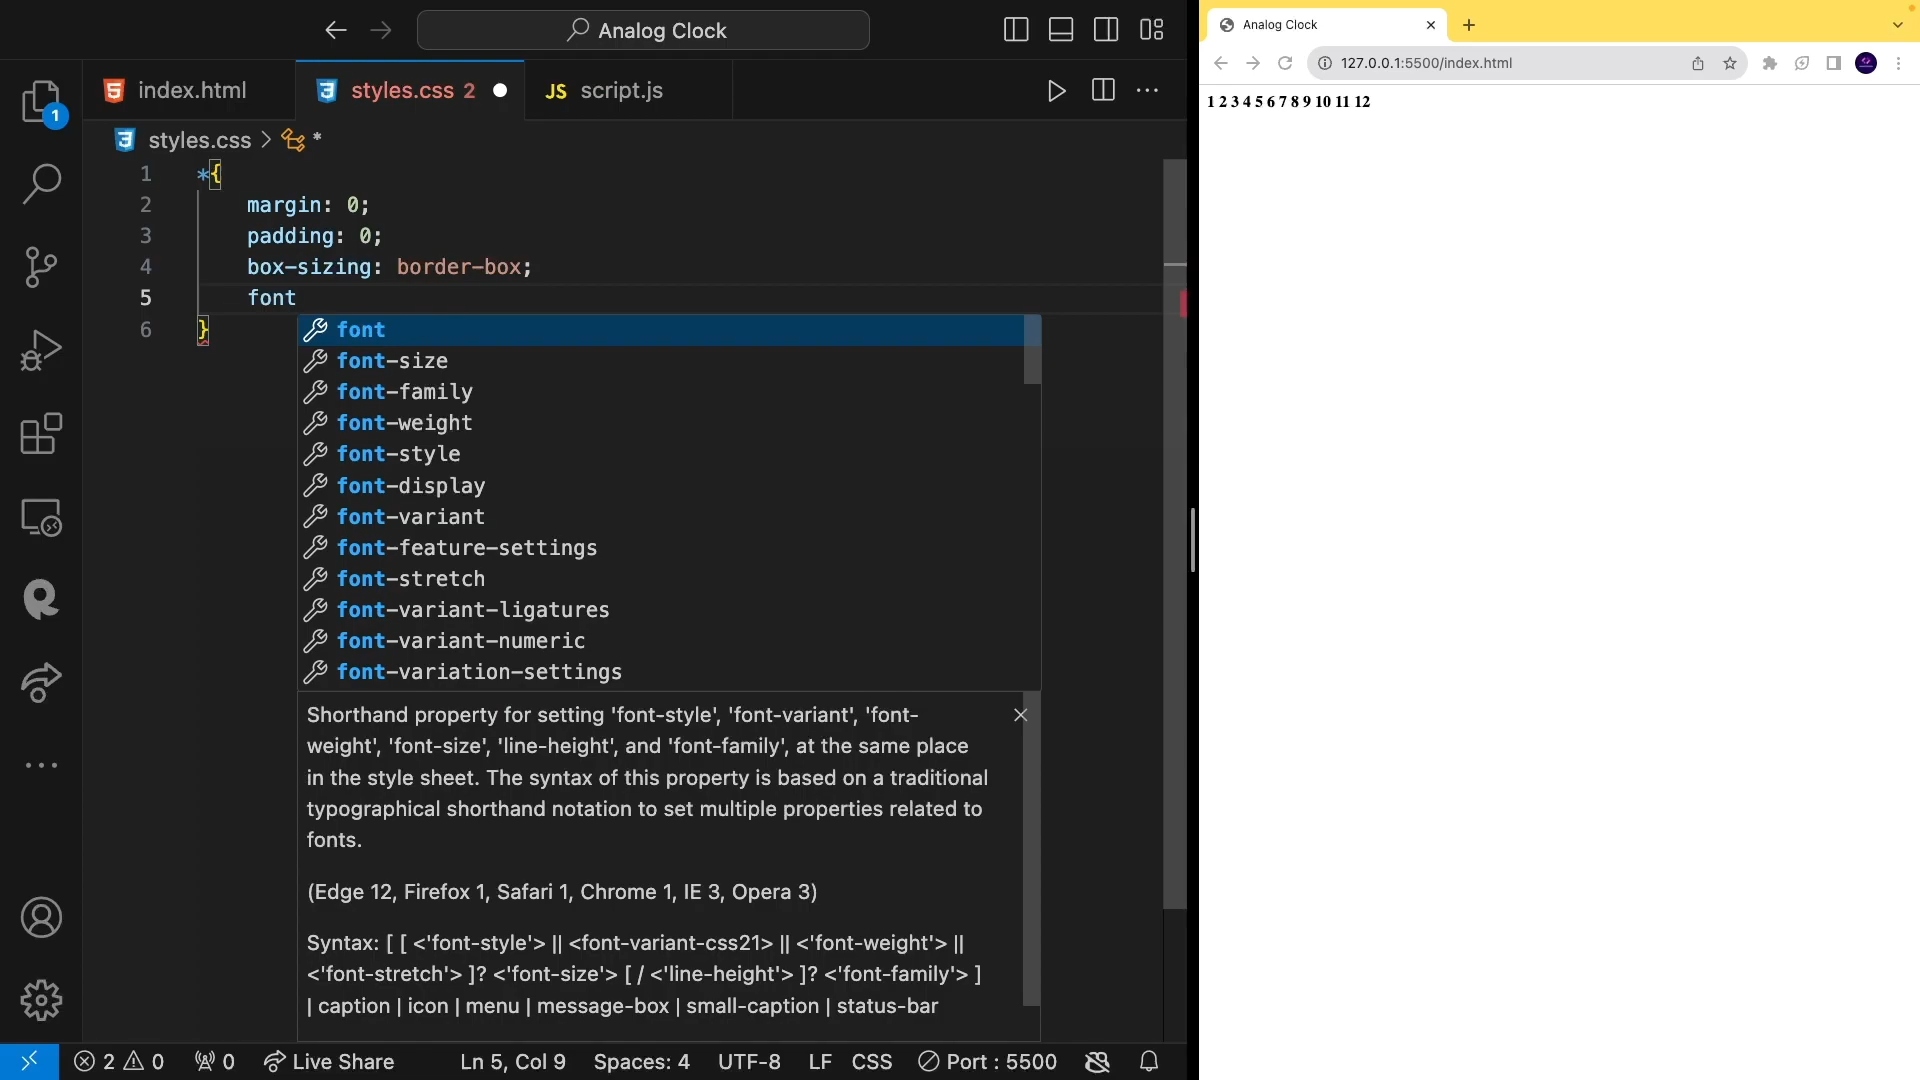 Analog Clock
index.html
styles.css 2
JS script.js
1
styles.css > *
1 *{
2 margin: 0;
3 padding: 0;
4 box-sizing: border-box;
5 font
6 }
font
font-size
font-family
font-weight
font-style
font-display
font-variant
font-feature-settings
font-stretch
font-variant-ligatures
font-variant-numeric
font-variation-settings
Shorthand property for setting 'font-style', 'font-variant', 'font-
weight', 'font-size', 'line-height', and 'font-family', at the same place
in the style sheet. The syntax of this property is based on a traditional
typographical shorthand notation to set multiple properties related to
fonts.
(Edge 12, Firefox 1, Safari 1, Chrome 1, IE 3, Opera 3)
Syntax: [ [ <'font-style'> || <font-variant-css21> || <'font-weight'> ||
<'font-stretch'> ]? <'font-size'> [ / <'line-height'> ]? <'font-family'> ]
| caption | icon | menu | message-box | small-caption | status-bar
2 0 0 Live Share Ln 5, Col 9 Spaces: 4 UTF-8 LF CSS Port : 5500
Analog Clock
127.0.0.1:5500/index.html
1 2 3 4 5 6 7 8 9 10 11 12